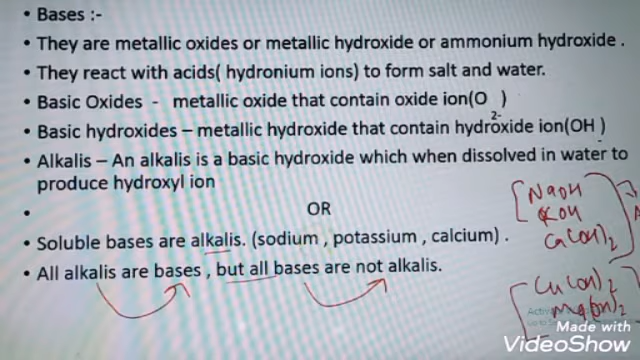 • Bases :-
• They are metallic oxides or metallic hydroxide or ammonium hydroxide .
• They react with acids( hydronium ions) to form salt and water.
• Basic Oxides - metallic oxide that contain oxide ion(O )
2-
• Basic hydroxides – metallic hydroxide that contain hydroxide ion(OH )
-
• Alkalis – An alkalis is a basic hydroxide which when dissolved in water to
produce hydroxyl ion
• OR
• Soluble bases are alkalis. (sodium , potassium , calcium) .
• All alkalis are bases , but all bases are not alkalis.
NaOH
KOH
Ca(OH)2
Cu(OH)2
Mg(OH)2
Made with
VideoShow